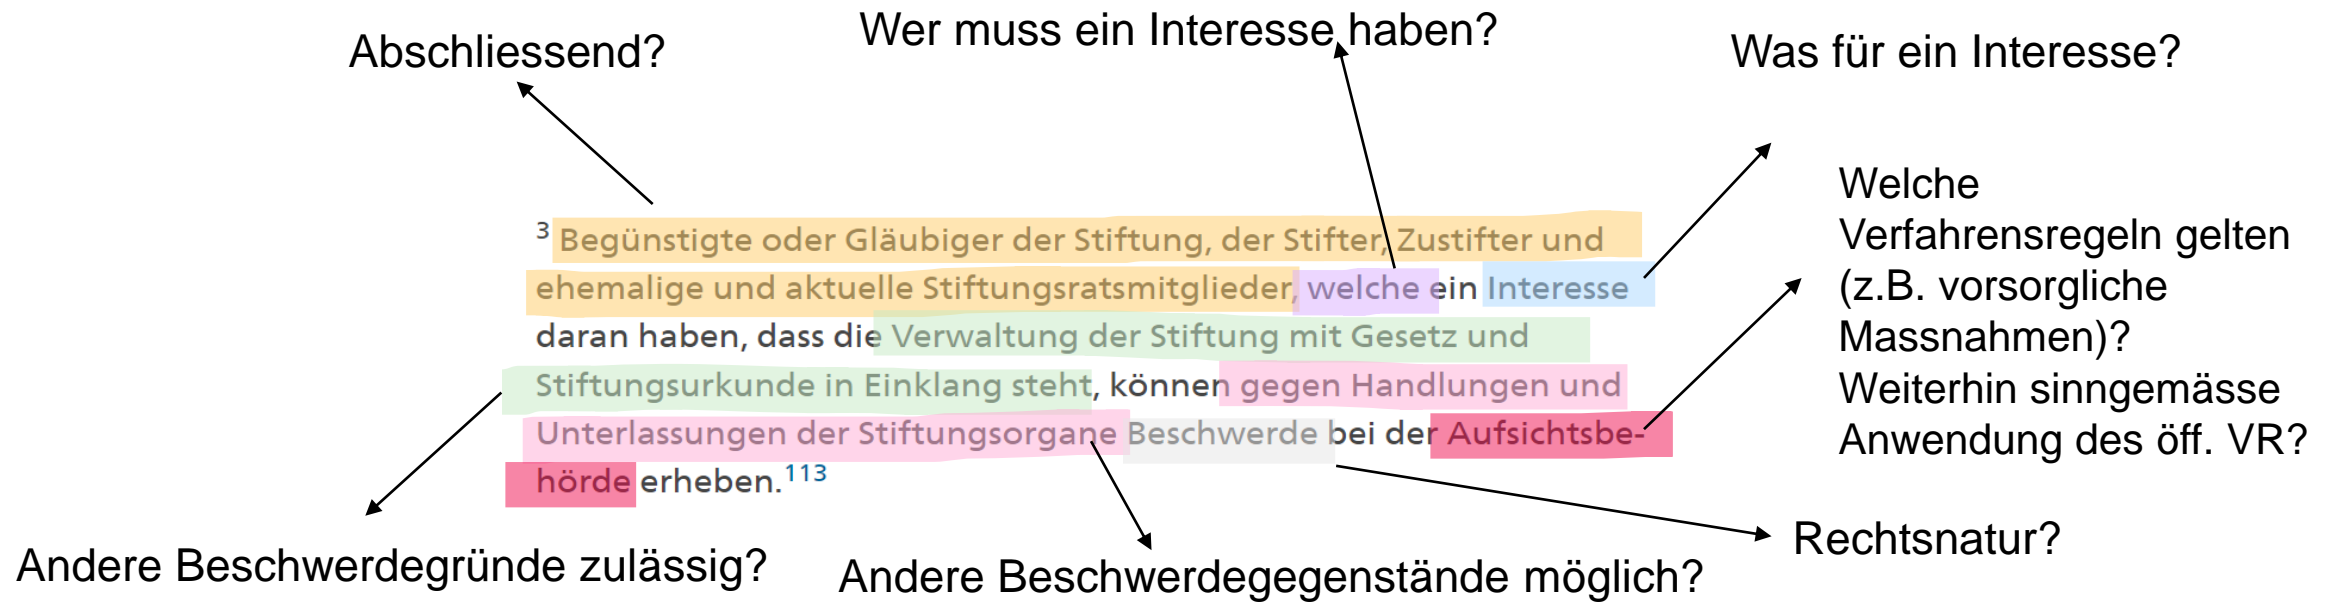 Abschliessend?
Wer muss ein Interesse haben?
Was für ein Interesse?
³ Begünstigte oder Gläubiger der Stiftung, der Stifter, Zustifter und
ehemalige und aktuelle Stiftungsratsmitglieder, welche ein Interesse
daran haben, dass die Verwaltung der Stiftung mit Gesetz und
Stiftungsurkunde in Einklang steht, können gegen Handlungen und
Unterlassungen der Stiftungsorgane Beschwerde bei der Aufsichtsbe-
hörde erheben.¹¹³
Welche
Verfahrensregeln gelten
(z.B. vorsorgliche
Massnahmen)?
Weiterhin sinngemässe
Anwendung des öff. VR?
Rechtsnatur?
Andere Beschwerdegründe zulässig?
Andere Beschwerdegegenstände möglich?